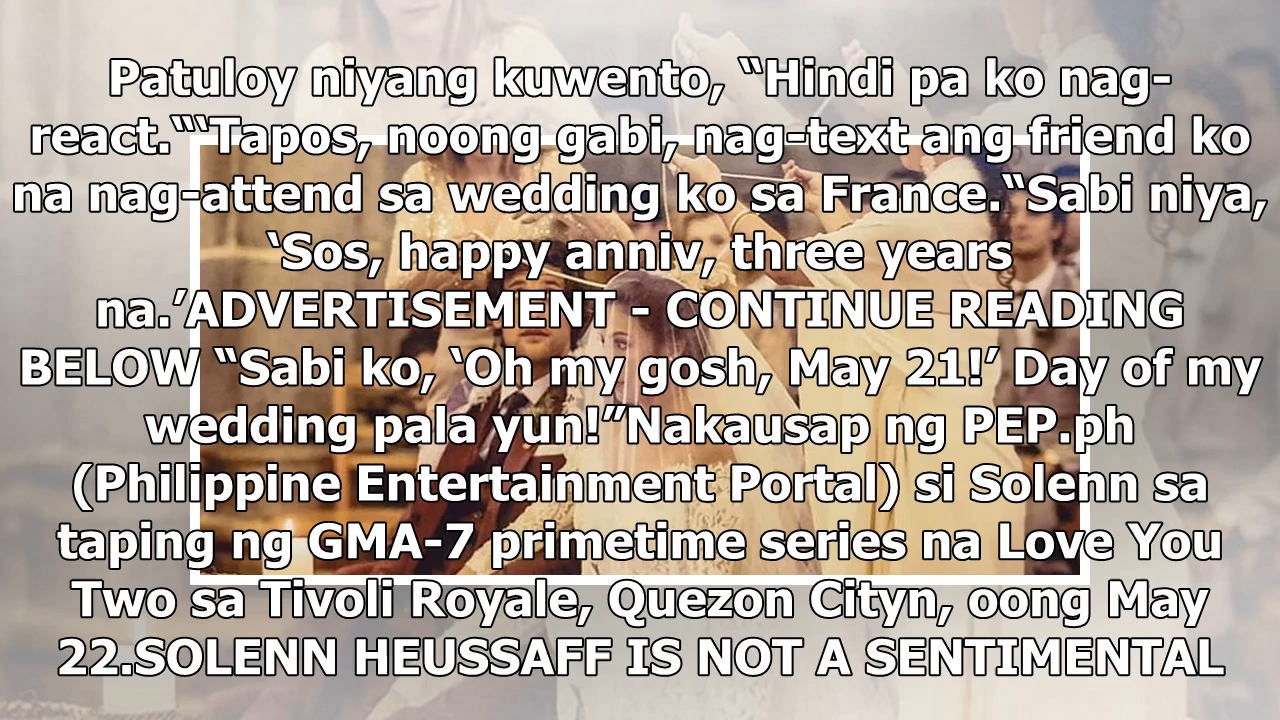 Patuloy niyang kuwento, “Hindi pa ko nag-
react.“‘Tapos, noong gabi, nag-text ang friend ko
na nag-attend sa wedding ko sa France.“Sabi niya,
‘Sos, happy anniv, three years
na.’ADVERTISEMENT - CONTINUE READING
BELOW “Sabi ko, ‘Oh my gosh, May 21!’ Day of my
wedding pala yun!”Nakausap ng PEP.ph
(Philippine Entertainment Portal) si Solenn sa
taping ng GMA-7 primetime series na Love You
Two sa Tivoli Royale, Quezon Cityn, oong May
22.SOLENN HEUSSAFF IS NOT A SENTIMENTAL